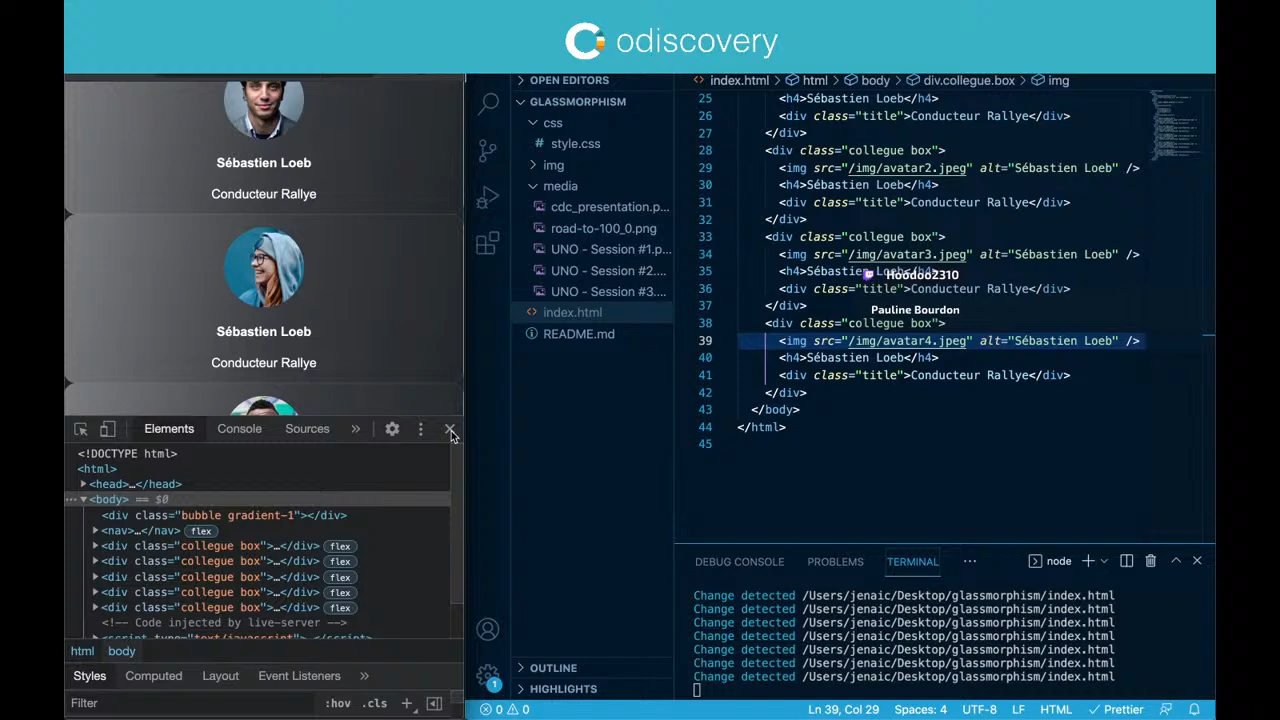 odiscovery
Sébastien Loeb
Conducteur Rallye
Sébastien Loeb
Conducteur Rallye
Elements Console Sources »
<!DOCTYPE html>
<html>
<head>…</head>
<body> == $0
<div class="bubble gradient-1"></div>
<nav>…</nav> flex
<div class="collegue box">…</div> flex
<div class="collegue box">…</div> flex
<div class="collegue box">…</div> flex
<div class="collegue box">…</div> flex
<div class="collegue box">…</div> flex
<!-- Code injected by live-server -->
<script type="text/javascript">…</script>
html body
Styles Computed Layout Event Listeners »
Filter :hov .cls +
OPEN EDITORS
GLASSMORPHISM
css
# style.css
img
media
cdc_presentation.p...
road-to-100_0.png
UNO - Session #1.p...
UNO - Session #2....
UNO - Session #3....
<> index.html
README.md
OUTLINE
HIGHLIGHTS
1
<> index.html > html > body > div.collegue.box > img
25 <h4>Sébastien Loeb</h4>
26 <div class="title">Conducteur Rallye</div>
27 </div>
28 <div class="collegue box">
29 <img src="/img/avatar2.jpeg" alt="Sébastien Loeb" />
30 <h4>Sébastien Loeb</h4>
31 <div class="title">Conducteur Rallye</div>
32 </div>
33 <div class="collegue box">
34 <img src="/img/avatar3.jpeg" alt="Sébastien Loeb" />
35 <h4>Sébastien Loeb</h4>
Hoodoo2310
36 <div class="title">Conducteur Rallye</div>
37 </div>
Pauline Bourdon
38 <div class="collegue box">
39 <img src="/img/avatar4.jpeg" alt="Sébastien Loeb" />
40 <h4>Sébastien Loeb</h4>
41 <div class="title">Conducteur Rallye</div>
42 </div>
43 </body>
44 </html>
45
DEBUG CONSOLE PROBLEMS TERMINAL ... node
Change detected /Users/jenaic/Desktop/glassmorphism/index.html
Change detected /Users/jenaic/Desktop/glassmorphism/index.html
Change detected /Users/jenaic/Desktop/glassmorphism/index.html
Change detected /Users/jenaic/Desktop/glassmorphism/index.html
Change detected /Users/jenaic/Desktop/glassmorphism/index.html
Change detected /Users/jenaic/Desktop/glassmorphism/index.html
Change detected /Users/jenaic/Desktop/glassmorphism/index.html
0 0 Ln 39, Col 29 Spaces: 4 UTF-8 LF HTML Prettier